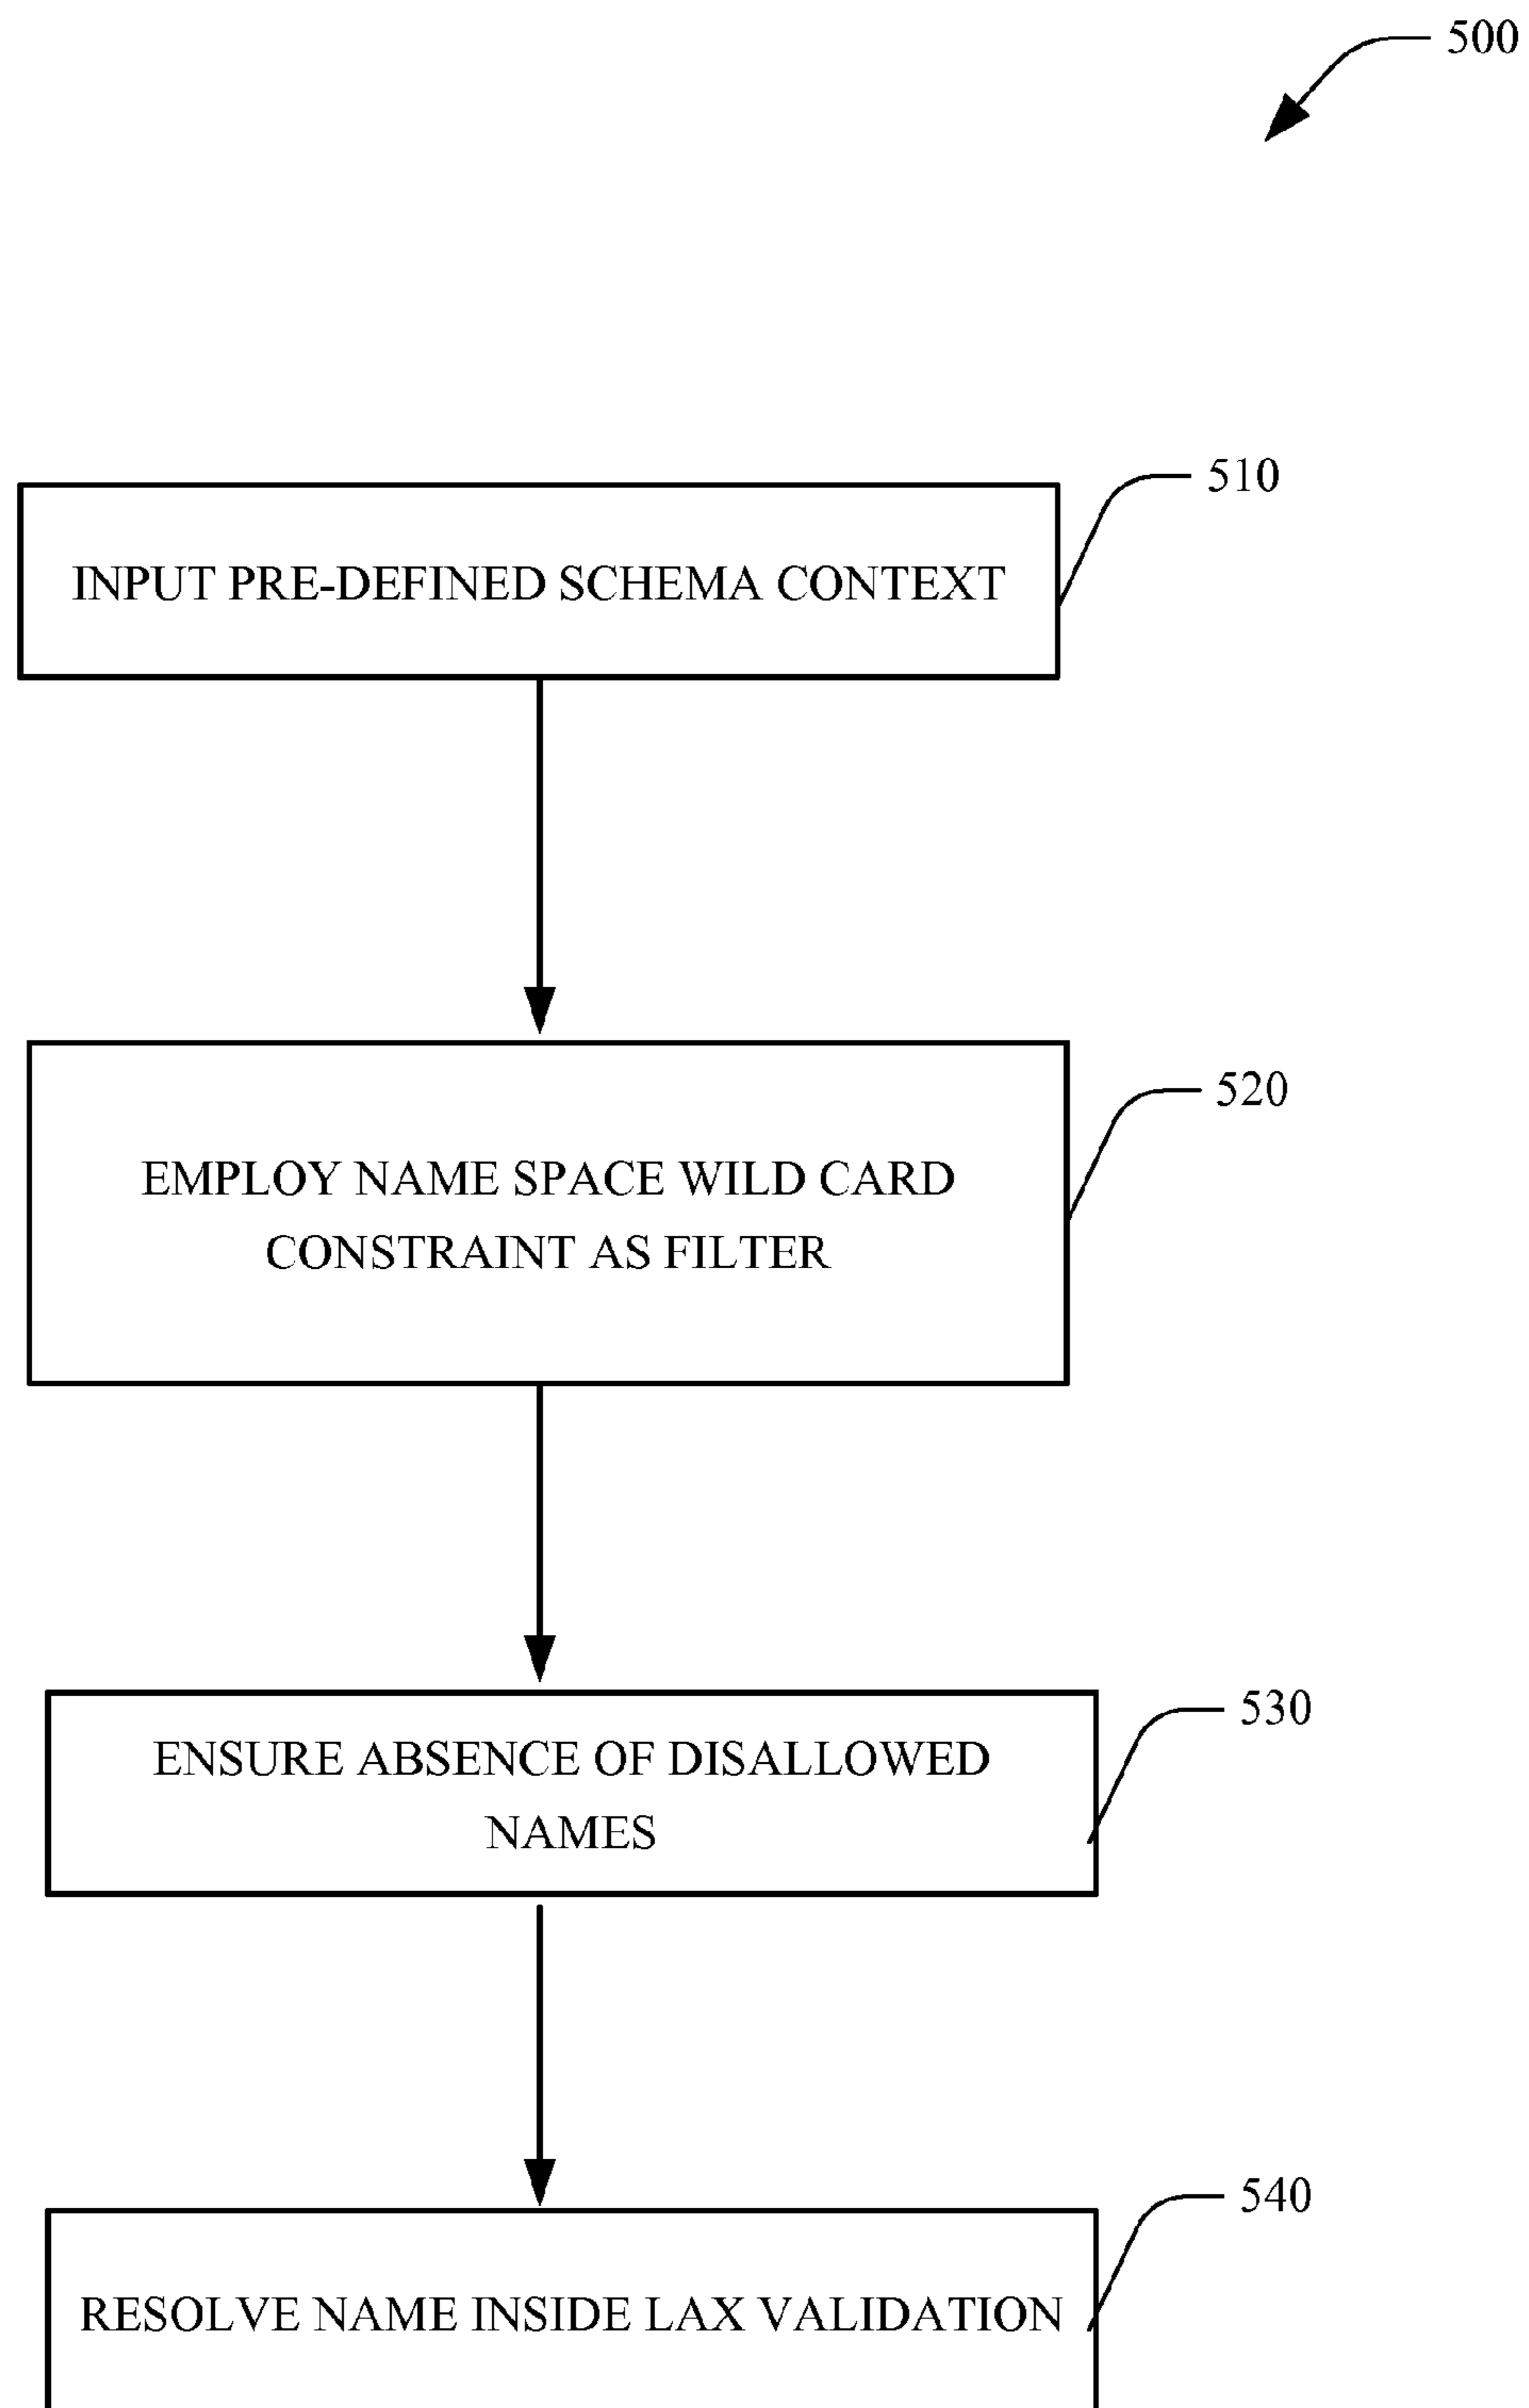 500
510
INPUT PRE-DEFINED SCHEMA CONTEXT
520
EMPLOY NAME SPACE WILD CARD
CONSTRAINT AS FILTER
530
ENSURE ABSENCE OF DISALLOWED
NAMES
540
RESOLVE NAME INSIDE LAX VALIDATION